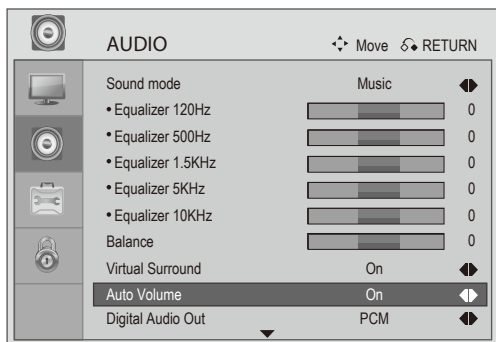 AUDIO Move RETURN
Sound mode Music
• Equalizer 120Hz 0
• Equalizer 500Hz 0
• Equalizer 1.5KHz 0
• Equalizer 5KHz 0
• Equalizer 10KHz 0
Balance 0
Virtual Surround On
Auto Volume On
Digital Audio Out PCM